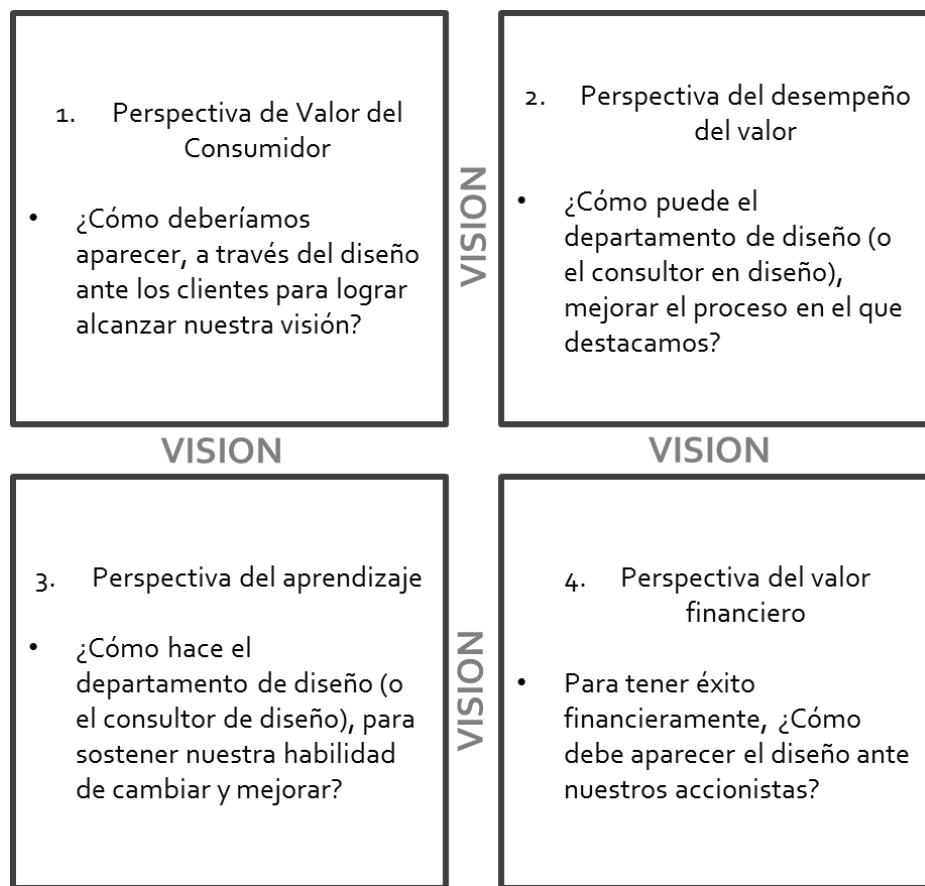 1. Perspectiva de Valor del
Consumidor
• ¿Cómo deberíamos
aparecer, a través del diseño
ante los clientes para lograr
alcanzar nuestra visión?
VISION
2. Perspectiva del desempeño
del valor
• ¿Cómo puede el
departamento de diseño (o
el consultor en diseño),
mejorar el proceso en el que
destacamos?
VISION
VISION
3. Perspectiva del aprendizaje
• ¿Cómo hace el
departamento de diseño (o
el consultor de diseño), para
sostener nuestra habilidad
de cambiar y mejorar?
VISION
4. Perspectiva del valor
financiero
• Para tener éxito
financieramente, ¿Cómo
debe aparecer el diseño ante
nuestros accionistas?